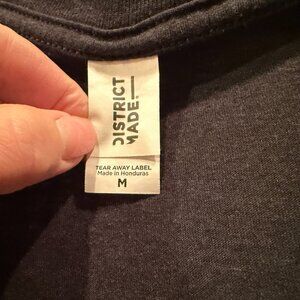 DISTRICT
MADE.
TEAR AWAY LABEL
Made in Honduras
M